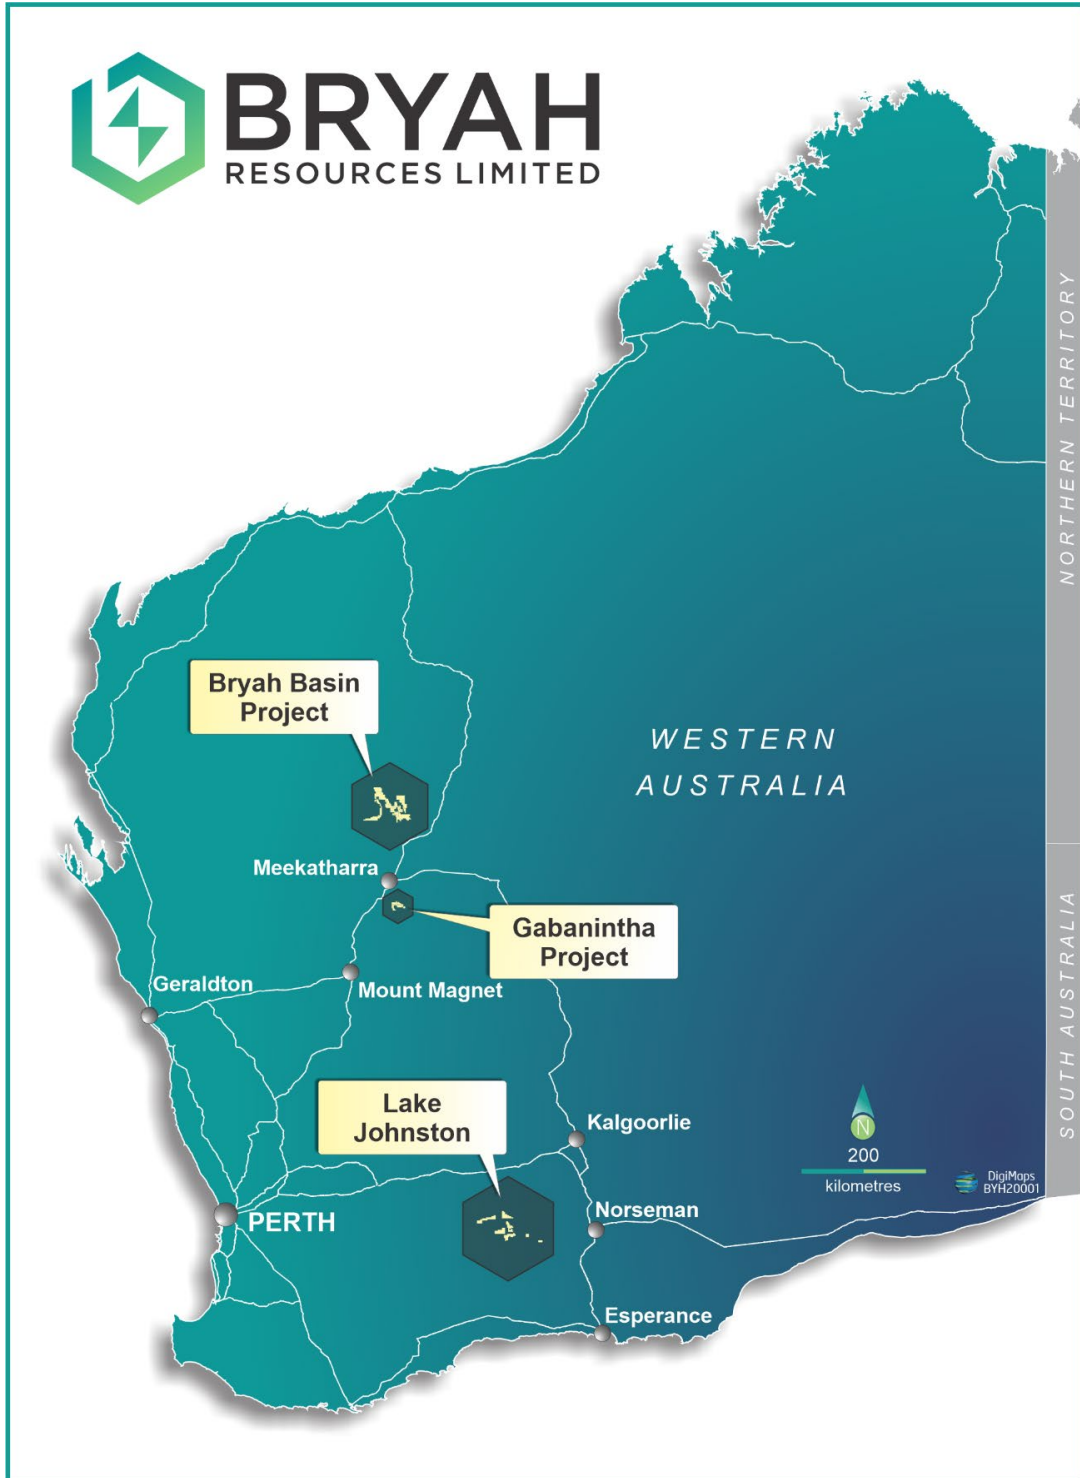 BRYAH
RESOURCES LIMITED
NORTHERN TERRITORY
Bryah Basin
Project
WESTERN
AUSTRALIA
Meekatharra
Gabanintha
Project
Geraldton
Mount Magnet
SOUTH AUSTRALIA
Lake
Johnston
Kalgoorlie
N
200
kilometres
DigiMaps
BYH20001
PERTH
Norseman
Esperance